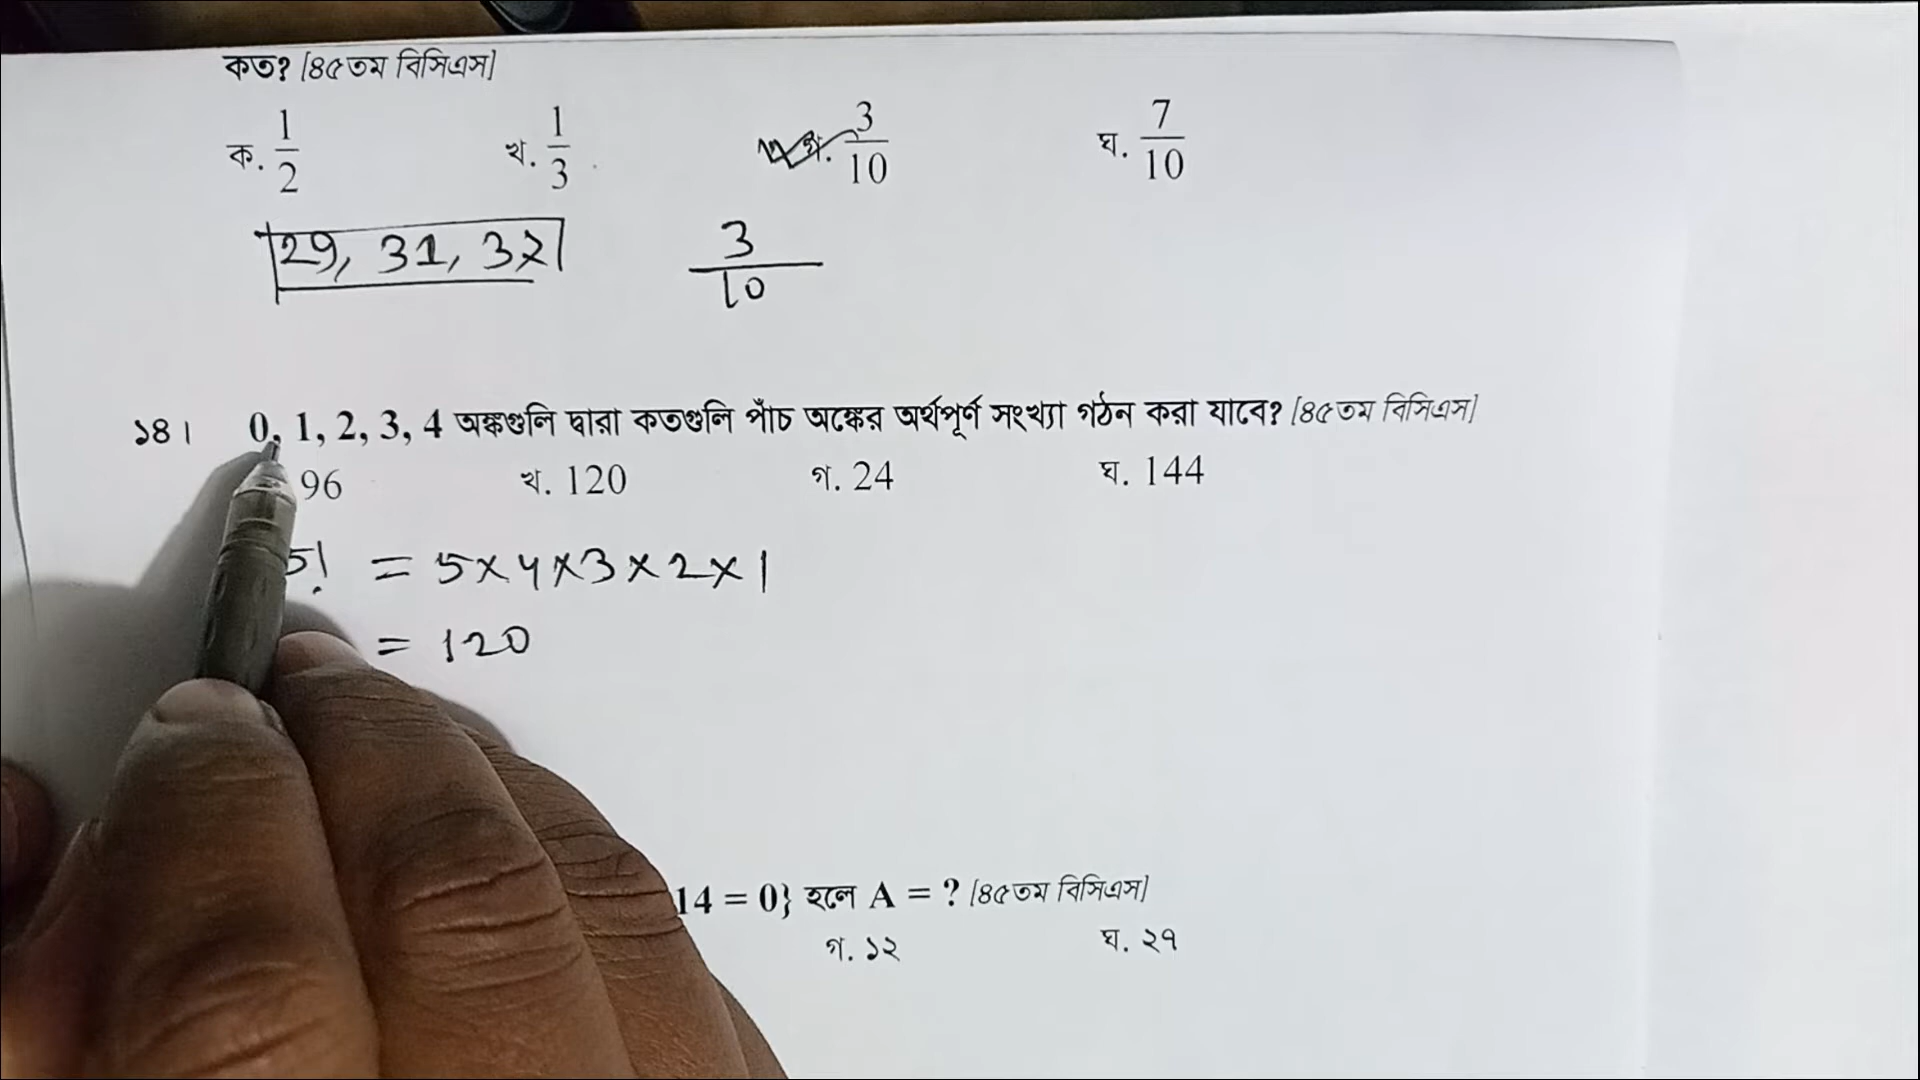 কত? [৪৫তম বিসিএস]
ক. 1/2 খ. 1/3 গ. 3/10 ঘ. 7/10
29, 31, 32 3/10
১৪। 0, 1, 2, 3, 4 অঙ্কগুলি দ্বারা কতগুলি পাঁচ অঙ্কের অর্থপূর্ণ সংখ্যা গঠন করা যাবে? [৪৫তম বিসিএস]
96 খ. 120 গ. 24 ঘ. 144
5! = 5×4×3×2×1
= 120
14 = 0} হলে A = ? [৪৫তম বিসিএস]
গ. ১২ ঘ. ২৭